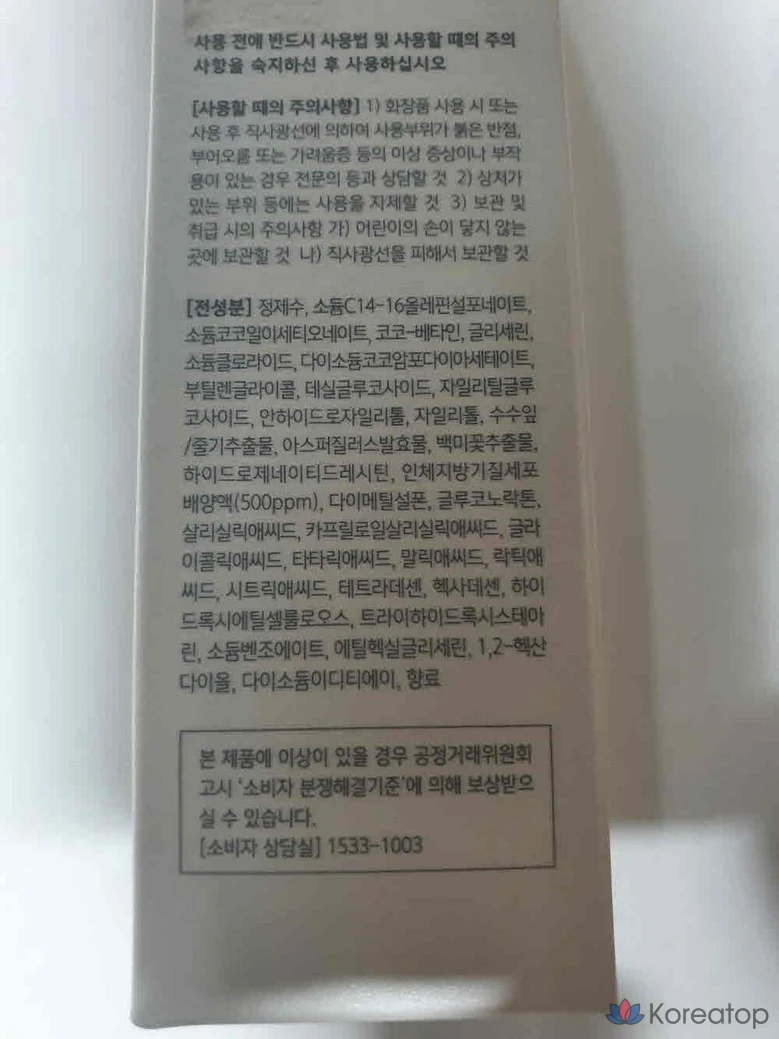 사용 전에 반드시 사용법 및 사용할 때의 주의
사항을 숙지하신 후 사용하십시오
[사용할 때의 주의사항] 1) 화장품 사용 시 또는
사용 후 직사광선에 의하여 사용부위가 붉은 반점,
부어오름 또는 가려움증 등의 이상 증상이나 부작
용이 있는 경우 전문의 등과 상담할 것 2) 상처가
있는 부위 등에는 사용을 자제할 것 3) 보관 및
취급 시의 주의사항 가) 어린이의 손이 닿지 않는
곳에 보관할 것 나) 직사광선을 피해서 보관할 것
[전성분] 정제수, 소듐C14-16올레핀설포네이트,
소듐코코일이세티오네이트, 코코-베타인, 글리세린,
소듐클로라이드, 다이소듐코코암포다이아세테이트,
부틸렌글라이콜, 데실글루코사이드, 자일리틸글루
코사이드, 안하이드로자일리톨, 자일리톨, 수수잎
/줄기추출물, 아스퍼질러스발효물, 백미꽃추출물,
하이드로제네이티드레시틴, 인체지방기질세포
배양액(500ppm), 다이메틸설폰, 글루코노락톤,
살리실릭애씨드, 카프릴로일살리실릭애씨드, 글라
이콜릭애씨드, 타타릭애씨드, 말릭애씨드, 락틱애
씨드, 시트릭애씨드, 테트라데센, 헥사데센, 하이
드록시에틸셀룰로오스, 트라이하이드록시스테아
린, 소듐벤조에이트, 에틸헥실글리세린, 1,2-헥산
다이올, 다이소듐이디티에이, 향료
본 제품에 이상이 있을 경우 공정거래위원회
고시 '소비자 분쟁해결기준'에 의해 보상받으
실 수 있습니다.
[소비자 상담실] 1533-1003
Koreatop